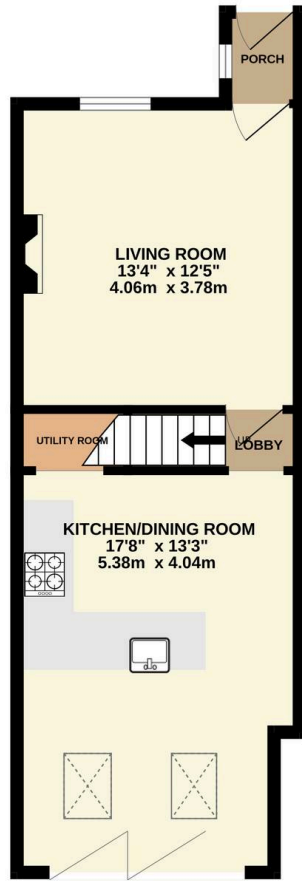 PORCH
LIVING ROOM
13'4" x 12'5"
4.06m x 3.78m
UTILITY ROOM
UP
LOBBY
KITCHEN/DINING ROOM
17'8" x 13'3"
5.38m x 4.04m